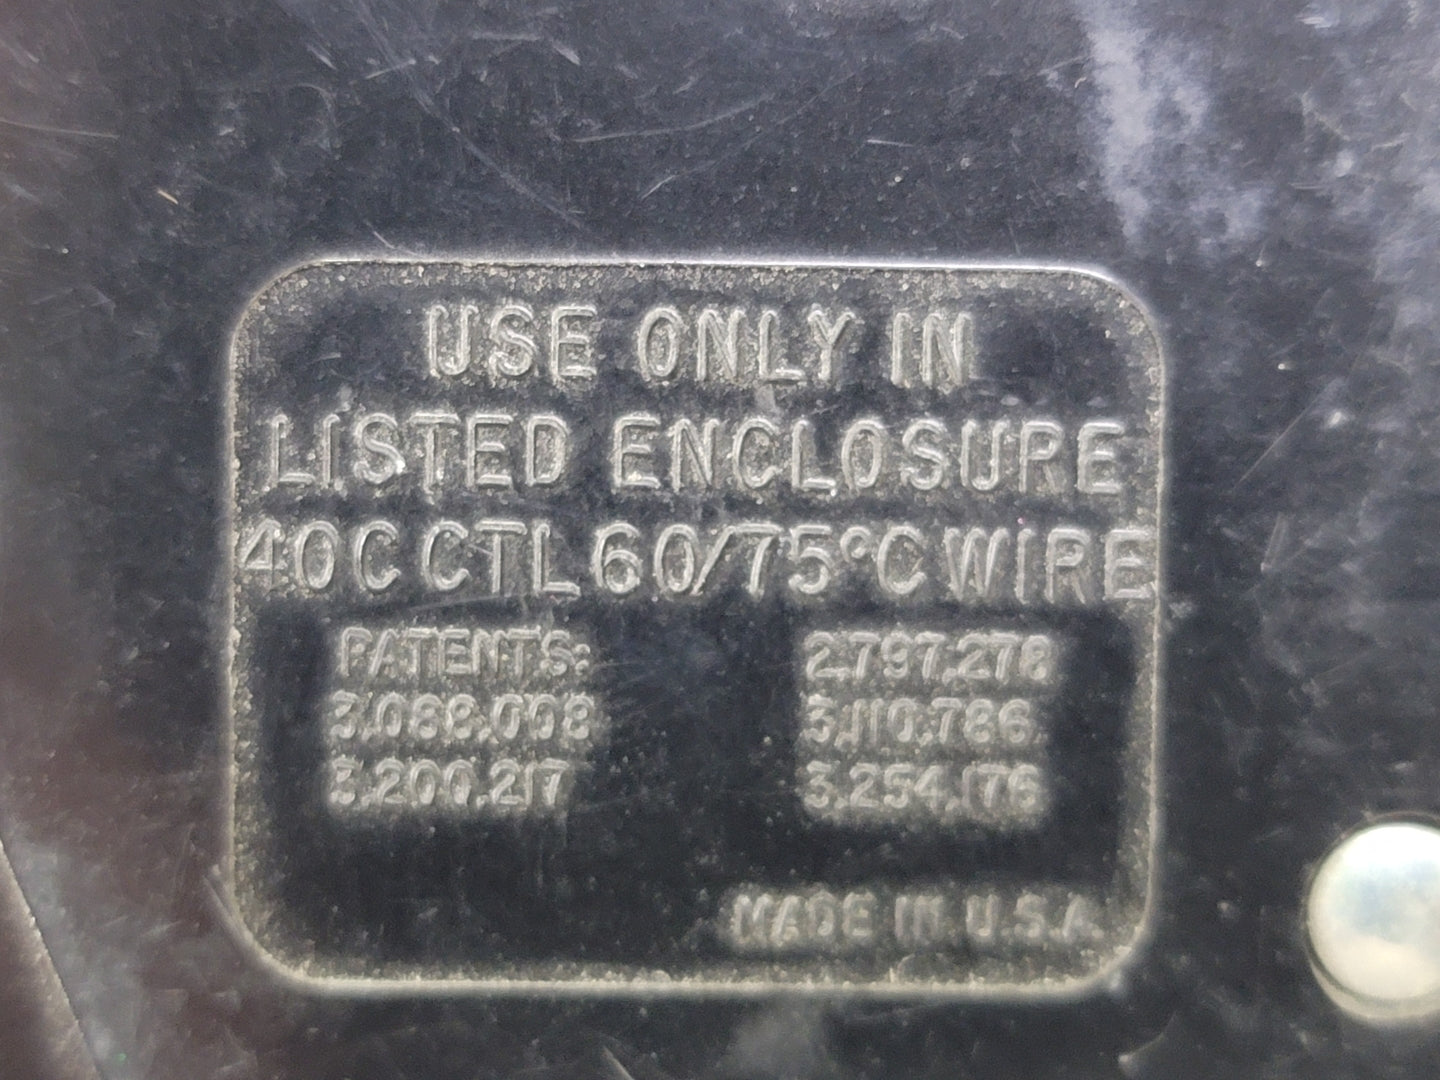 USE ONLY IN
LISTED ENCLOSURE
40C CTL 60/75°C WIRE
PATENTS: 2,797,278
3,088,008 3,110,786
3,200,217 3,254,176
MADE IN U.S.A.